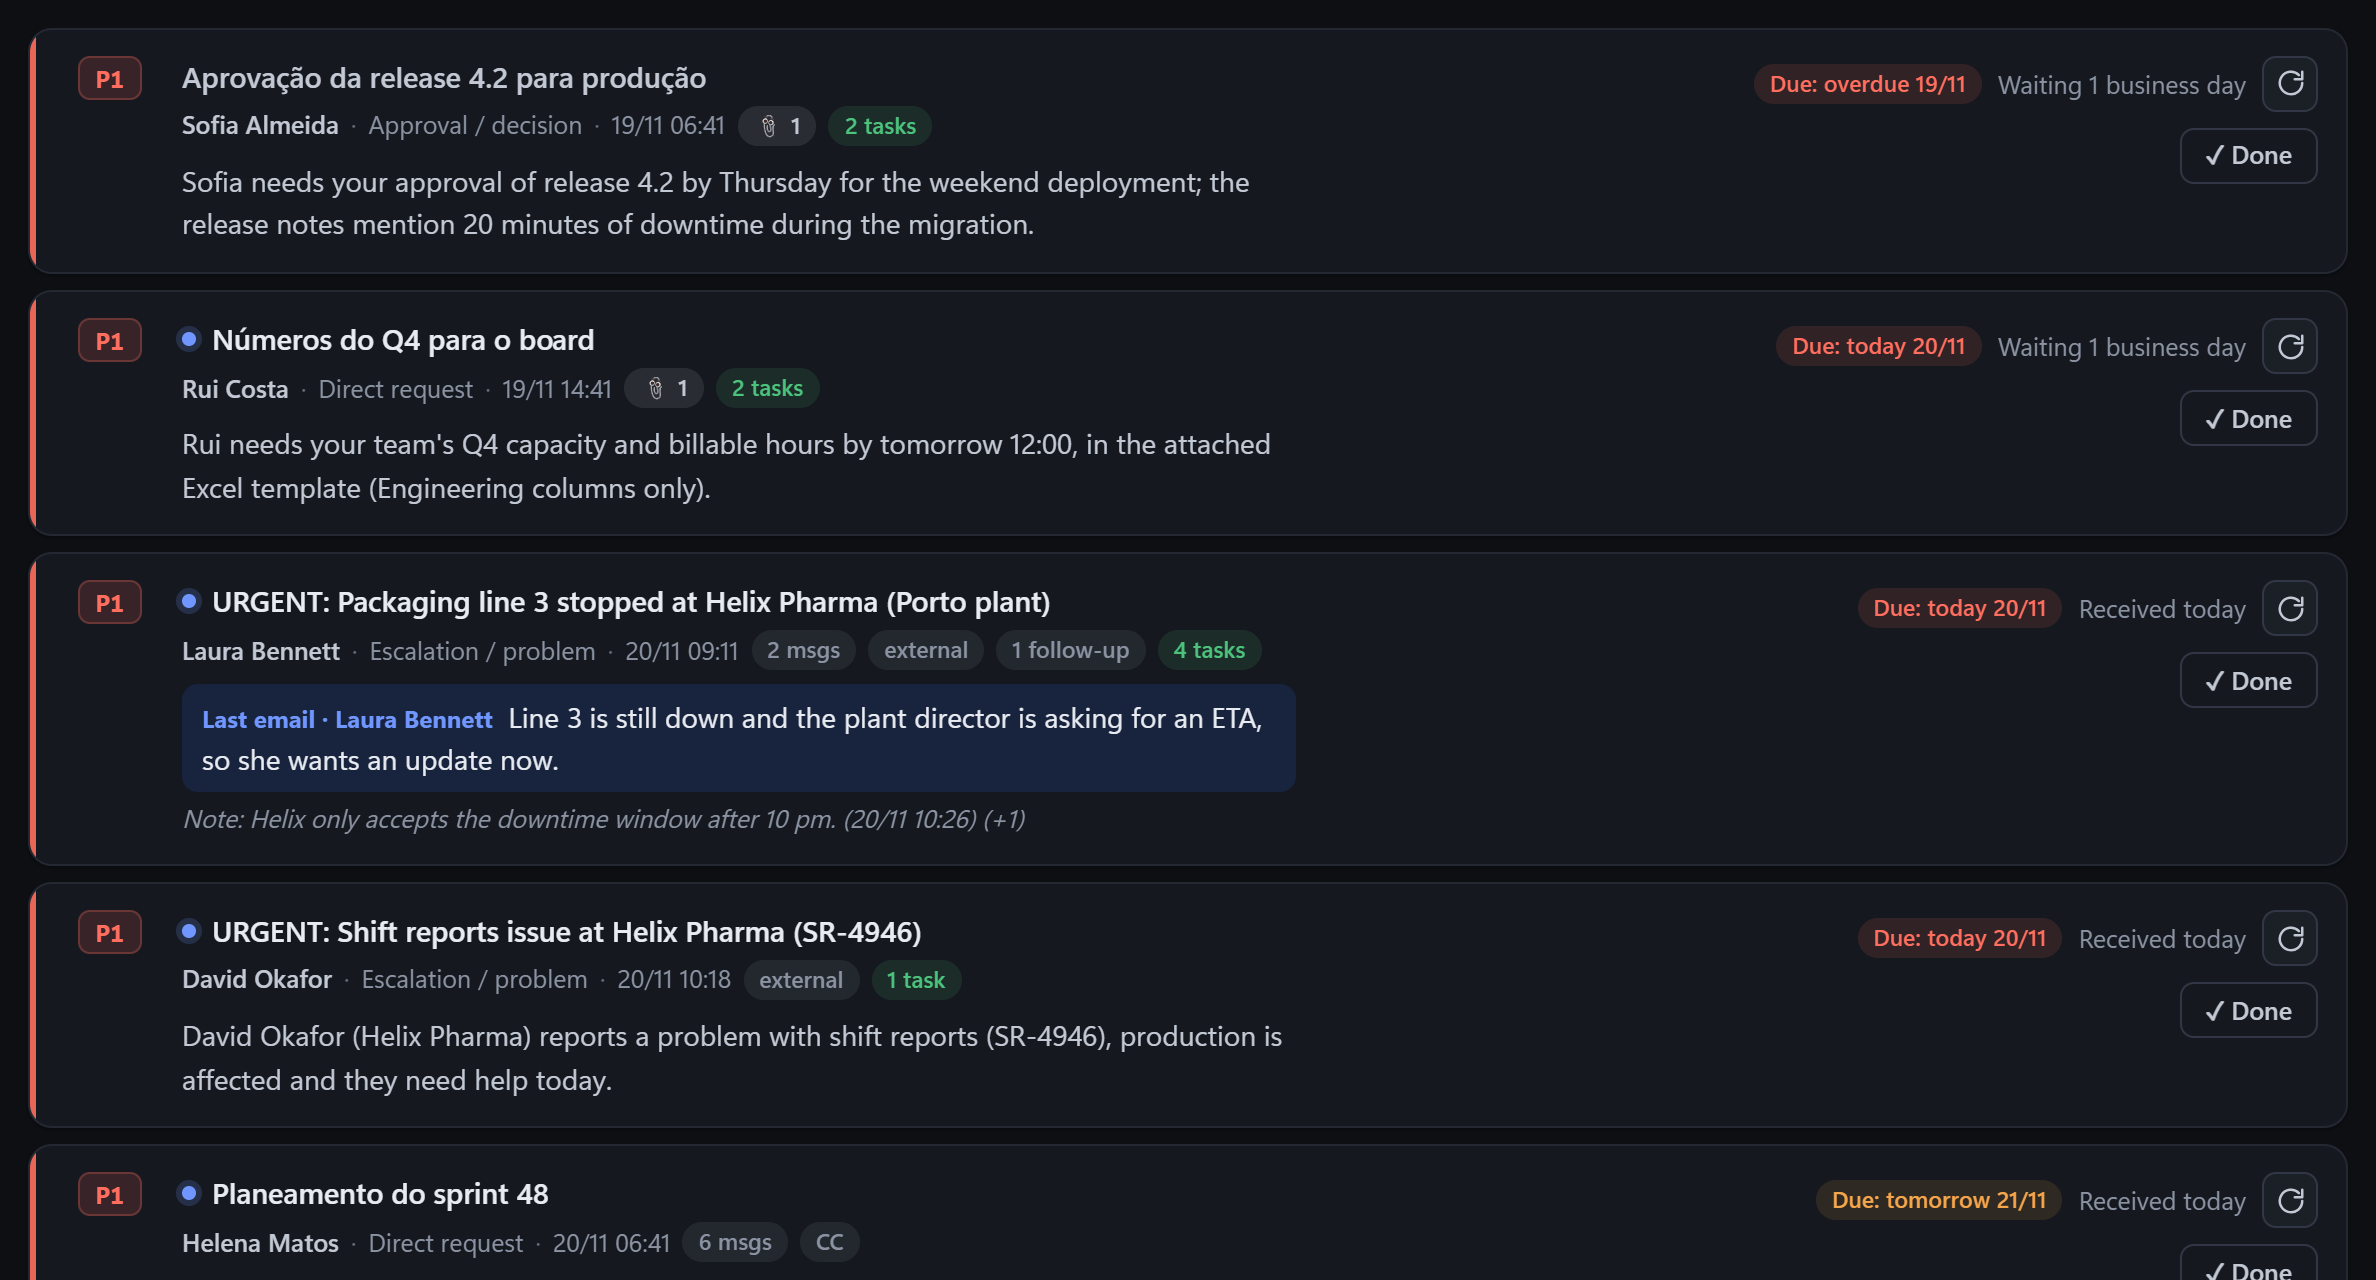 P1 Aprovação da release 4.2 para produção Due: overdue 19/11 Waiting 1 business day
Sofia Almeida · Approval / decision · 19/11 06:41 1 2 tasks
✓ Done
Sofia needs your approval of release 4.2 by Thursday for the weekend deployment; the
release notes mention 20 minutes of downtime during the migration.
P1 Números do Q4 para o board Due: today 20/11 Waiting 1 business day
Rui Costa · Direct request · 19/11 14:41 1 2 tasks
✓ Done
Rui needs your team's Q4 capacity and billable hours by tomorrow 12:00, in the attached
Excel template (Engineering columns only).
P1 URGENT: Packaging line 3 stopped at Helix Pharma (Porto plant) Due: today 20/11 Received today
Laura Bennett · Escalation / problem · 20/11 09:11 2 msgs external 1 follow-up 4 tasks
✓ Done
Last email · Laura Bennett Line 3 is still down and the plant director is asking for an ETA,
so she wants an update now.
Note: Helix only accepts the downtime window after 10 pm. (20/11 10:26) (+1)
P1 URGENT: Shift reports issue at Helix Pharma (SR-4946) Due: today 20/11 Received today
David Okafor · Escalation / problem · 20/11 10:18 external 1 task
✓ Done
David Okafor (Helix Pharma) reports a problem with shift reports (SR-4946), production is
affected and they need help today.
P1 Planeamento do sprint 48 Due: tomorrow 21/11 Received today
Helena Matos · Direct request · 20/11 06:41 6 msgs CC
✓ Done